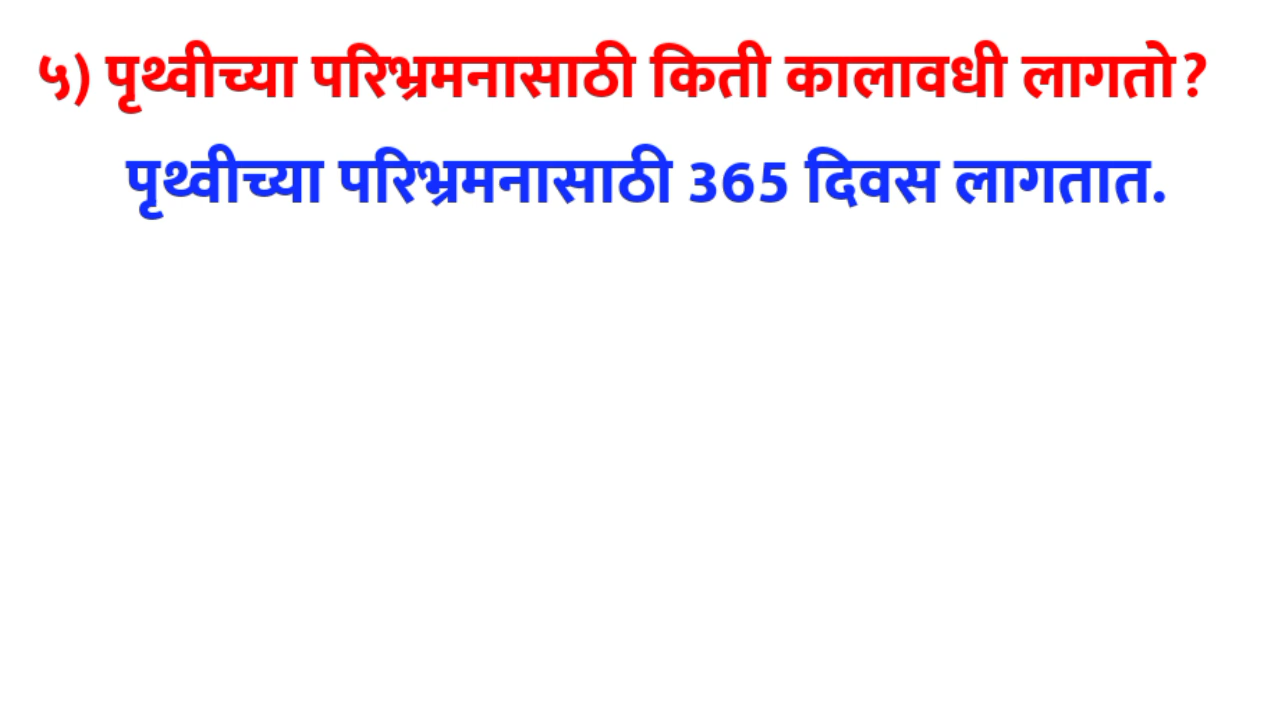 ५) पृथ्वीच्या परिभ्रमनासाठी किती कालावधी लागतो?
पृथ्वीच्या परिभ्रमनासाठी 365 दिवस लागतात.